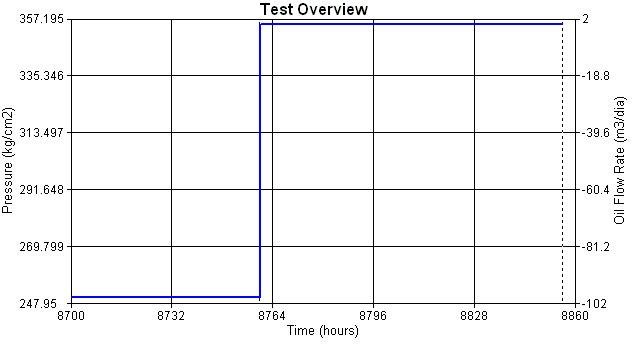 Test Overview
357.195
335.346
313.497
291.648
269.799
247.95
Pressure (kg/cm2)
2
-18.8
-39.6
-60.4
-81.2
-102
Oil Flow Rate (m3/dia)
8700 8732 8764 8796 8828 8860
Time (hours)